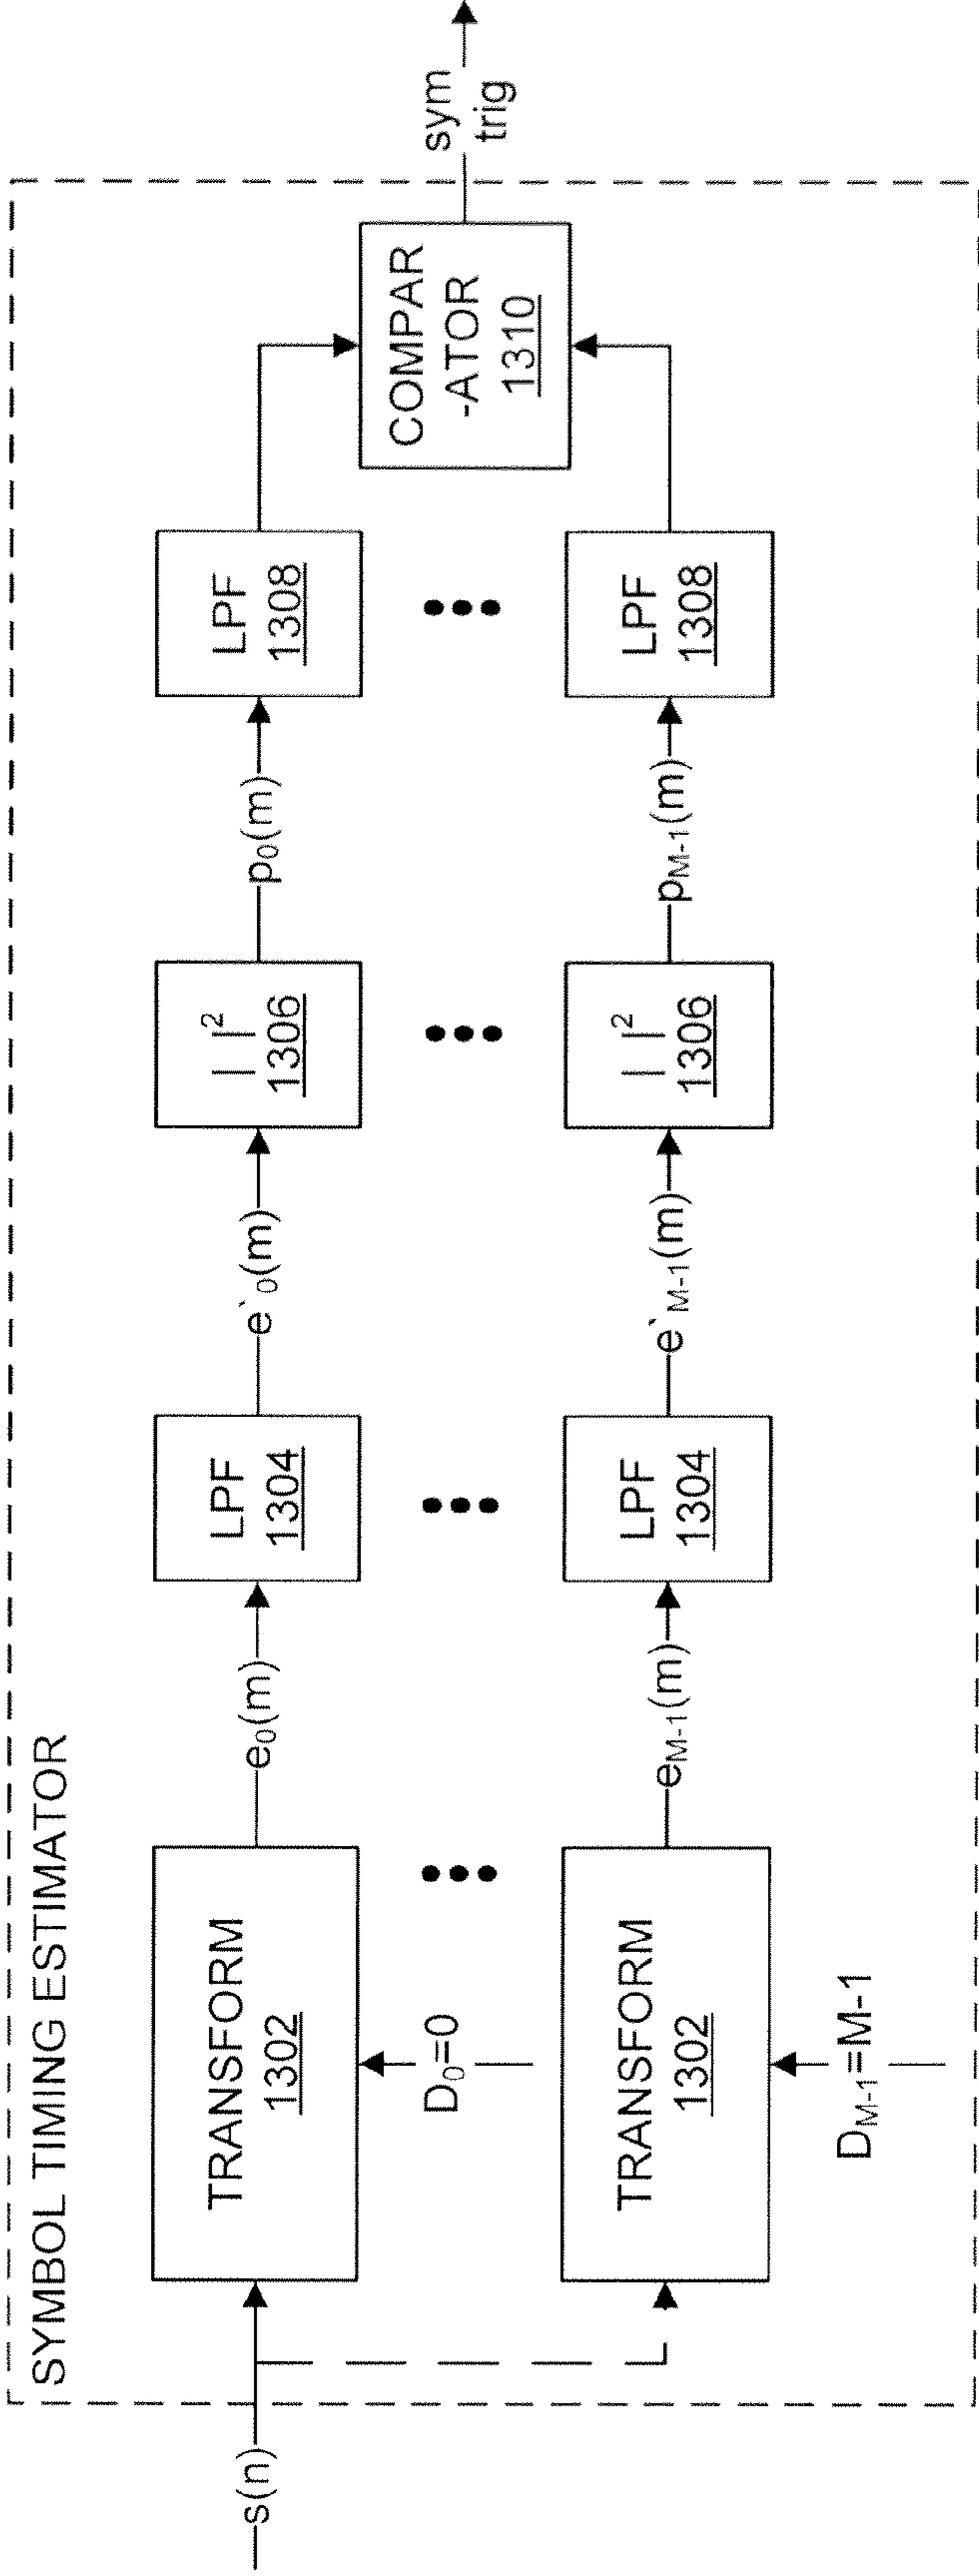 SYMBOL TIMING ESTIMATOR
s(n)
TRANSFORM
1302
e0(m)
LPF
1304
e`0(m)
| |2
1306
p0(m)
LPF
1308
D0=0
COMPAR
-ATOR
1310
sym
trig
TRANSFORM
1302
eM-1(m)
LPF
1304
e`M-1(m)
| |2
1306
pM-1(m)
LPF
1308
DM-1=M-1